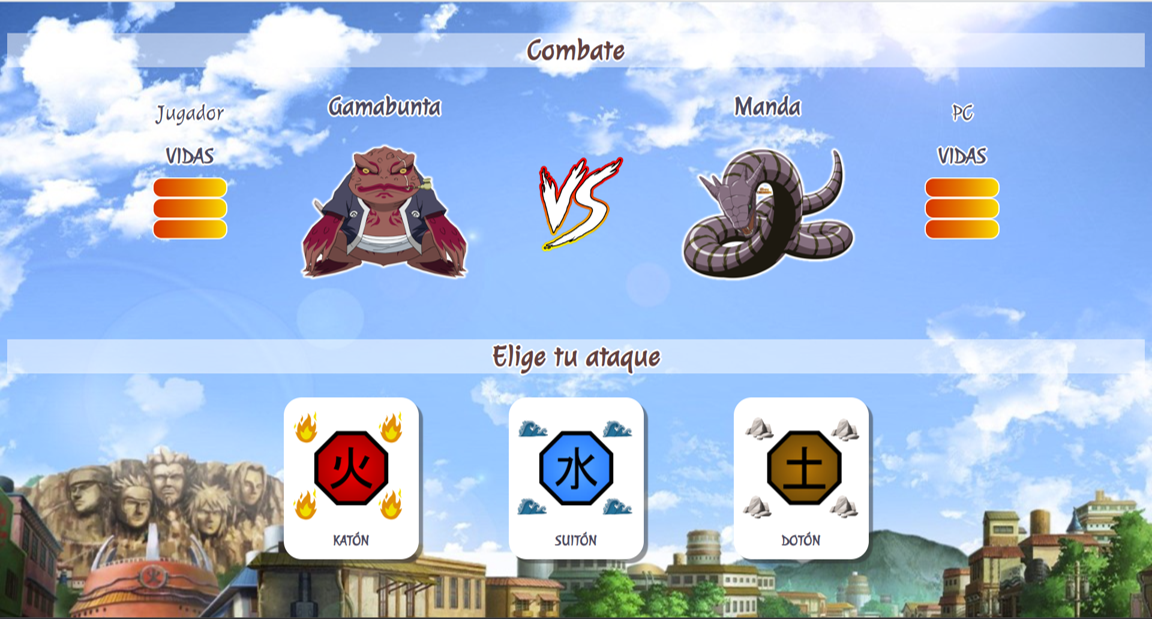 Combate
Jugador
VIDAS
Gamabunta
VS
Manda
PC
VIDAS
Elige tu ataque
火
KATÓN
水
SUITÓN
土
DOTÓN